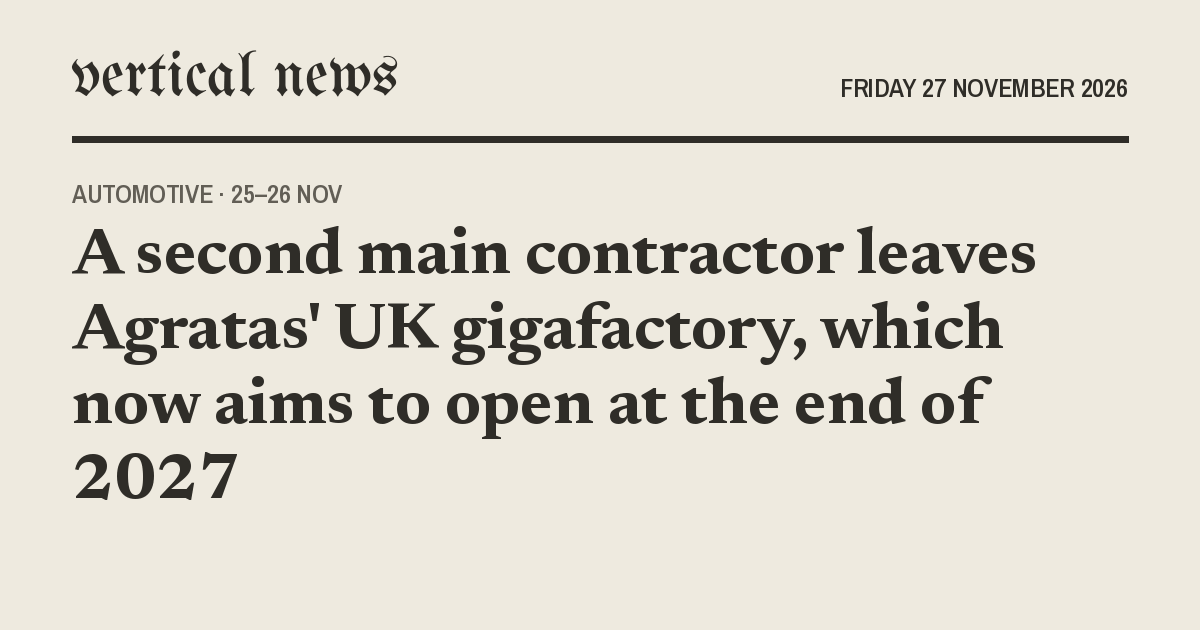 vertical news
FRIDAY 27 NOVEMBER 2026
AUTOMOTIVE · 25–26 NOV
A second main contractor leaves
Agratas' UK gigafactory, which
now aims to open at the end of
2027